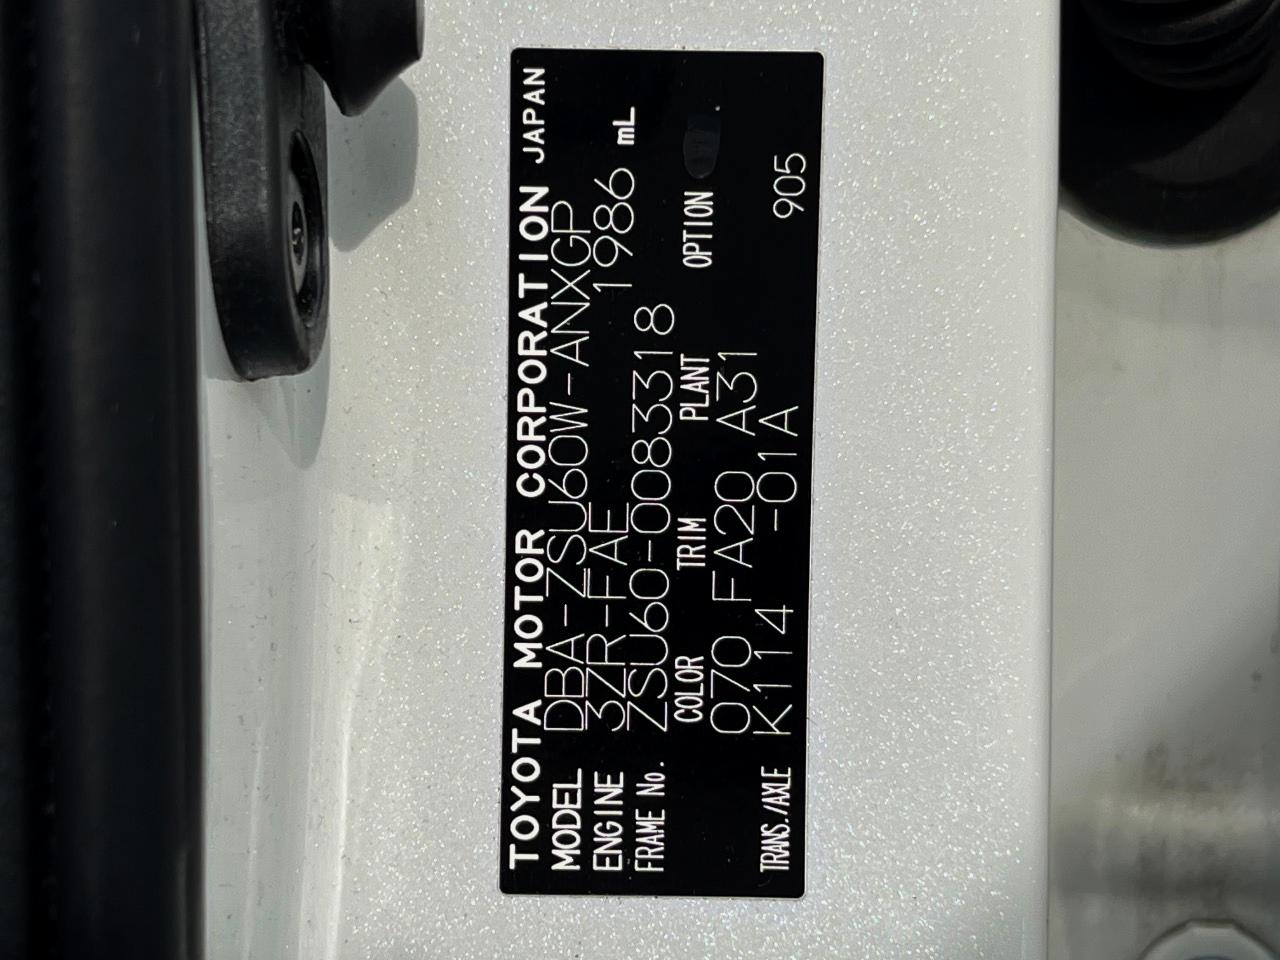 TOYOTA MOTOR CORPORATION JAPAN
MODEL DBA-ZSU60W-ANXGP
ENGINE 3ZR-FAE 1986 mL
FRAME No. ZSU60-0083318
COLOR TRIM PLANT OPTION
070 FA20 A31
TRANS./AXLE K114 -01A 905